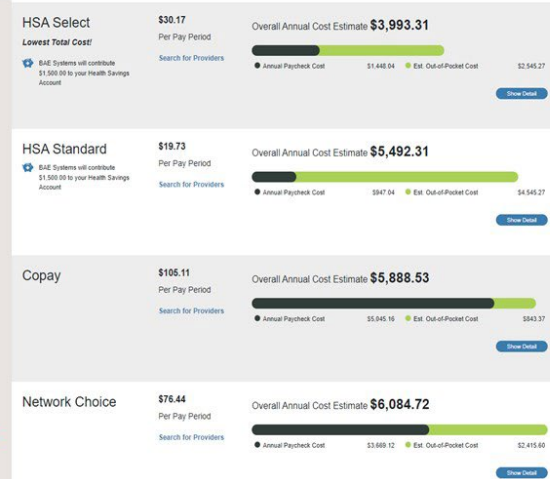 HSA Select
Lowest Total Cost!
BAE Systems will contribute
$1,500.00 to your Health Savings
Account
$30.17
Per Pay Period
Search for Providers
Overall Annual Cost Estimate $3,993.31
Annual Paycheck Cost $1,448.04 Est. Out-of-Pocket Cost $2,545.27
Show Detail
HSA Standard
BAE Systems will contribute
$1,500.00 to your Health Savings
Account
$19.73
Per Pay Period
Search for Providers
Overall Annual Cost Estimate $5,492.31
Annual Paycheck Cost $947.04 Est. Out-of-Pocket Cost $4,545.27
Show Detail
Copay
$105.11
Per Pay Period
Search for Providers
Overall Annual Cost Estimate $5,888.53
Annual Paycheck Cost $5,045.16 Est. Out-of-Pocket Cost $843.37
Show Detail
Network Choice
$76.44
Per Pay Period
Search for Providers
Overall Annual Cost Estimate $6,084.72
Annual Paycheck Cost $3,669.12 Est. Out-of-Pocket Cost $2,415.60
Show Detail